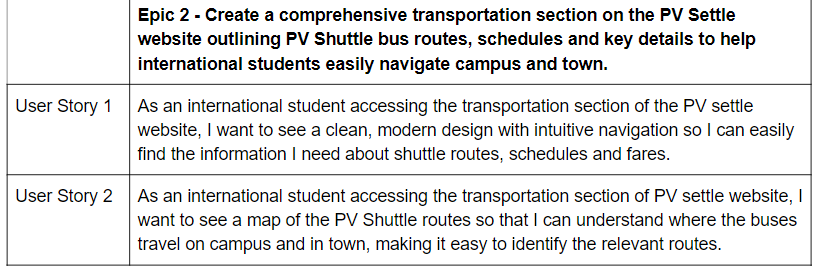 Epic 2 - Create a comprehensive transportation section on the PV Settle
website outlining PV Shuttle bus routes, schedules and key details to help
international students easily navigate campus and town.
User Story 1
As an international student accessing the transportation section of the PV settle
website, I want to see a clean, modern design with intuitive navigation so I can easily
find the information I need about shuttle routes, schedules and fares.
User Story 2
As an international student accessing the transportation section of PV settle website, I
want to see a map of the PV Shuttle routes so that I can understand where the buses
travel on campus and in town, making it easy to identify the relevant routes.